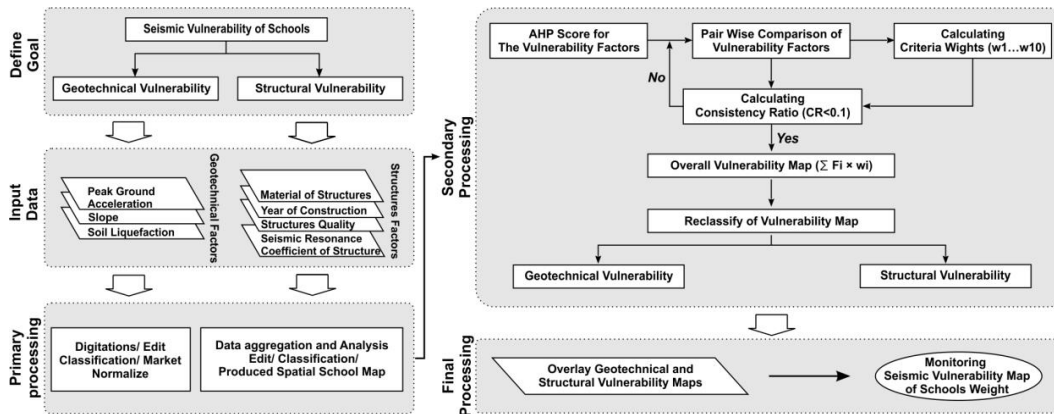 Define
Goal
Seismic Vulnerability of Schools
Geotechnical Vulnerability
Structural Vulnerability
Input
Data
Peak Ground
Acceleration
Slope
Soil Liquefaction
Geotechnical Factors
Material of Structures
Year of Construction
Structures Quality
Seismic Resonance
Coefficient of Structure
Structures Factors
Primary
processing
Digitations/ Edit
Classification/ Market
Normalize
Data aggregation and Analysis
Edit/ Classification/
Produced Spatial School Map
Secondary
Processing
AHP Score for
The Vulnerability Factors
Pair Wise Comparison of
Vulnerability Factors
Calculating
Criteria Wights (w1...w10)
No
Calculating
Consistency Ratio (CR<0.1)
Yes
Overall Vulnerability Map (∑ Fi × wi)
Reclassify of Vulnerability Map
Geotechnical Vulnerability
Structural Vulnerability
Final
Processing
Overlay Geotechnical and
Structural Vulnerability Maps
Monitoring
Seismic Vulnerability Map
of Schools Weight